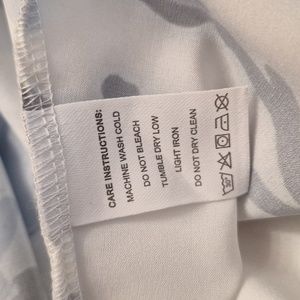 CARE INSTRUCTIONS:
MACHINE WASH COLD
DO NOT BLEACH
TUMBLE DRY LOW
LIGHT IRON
DO NOT DRY CLEAN